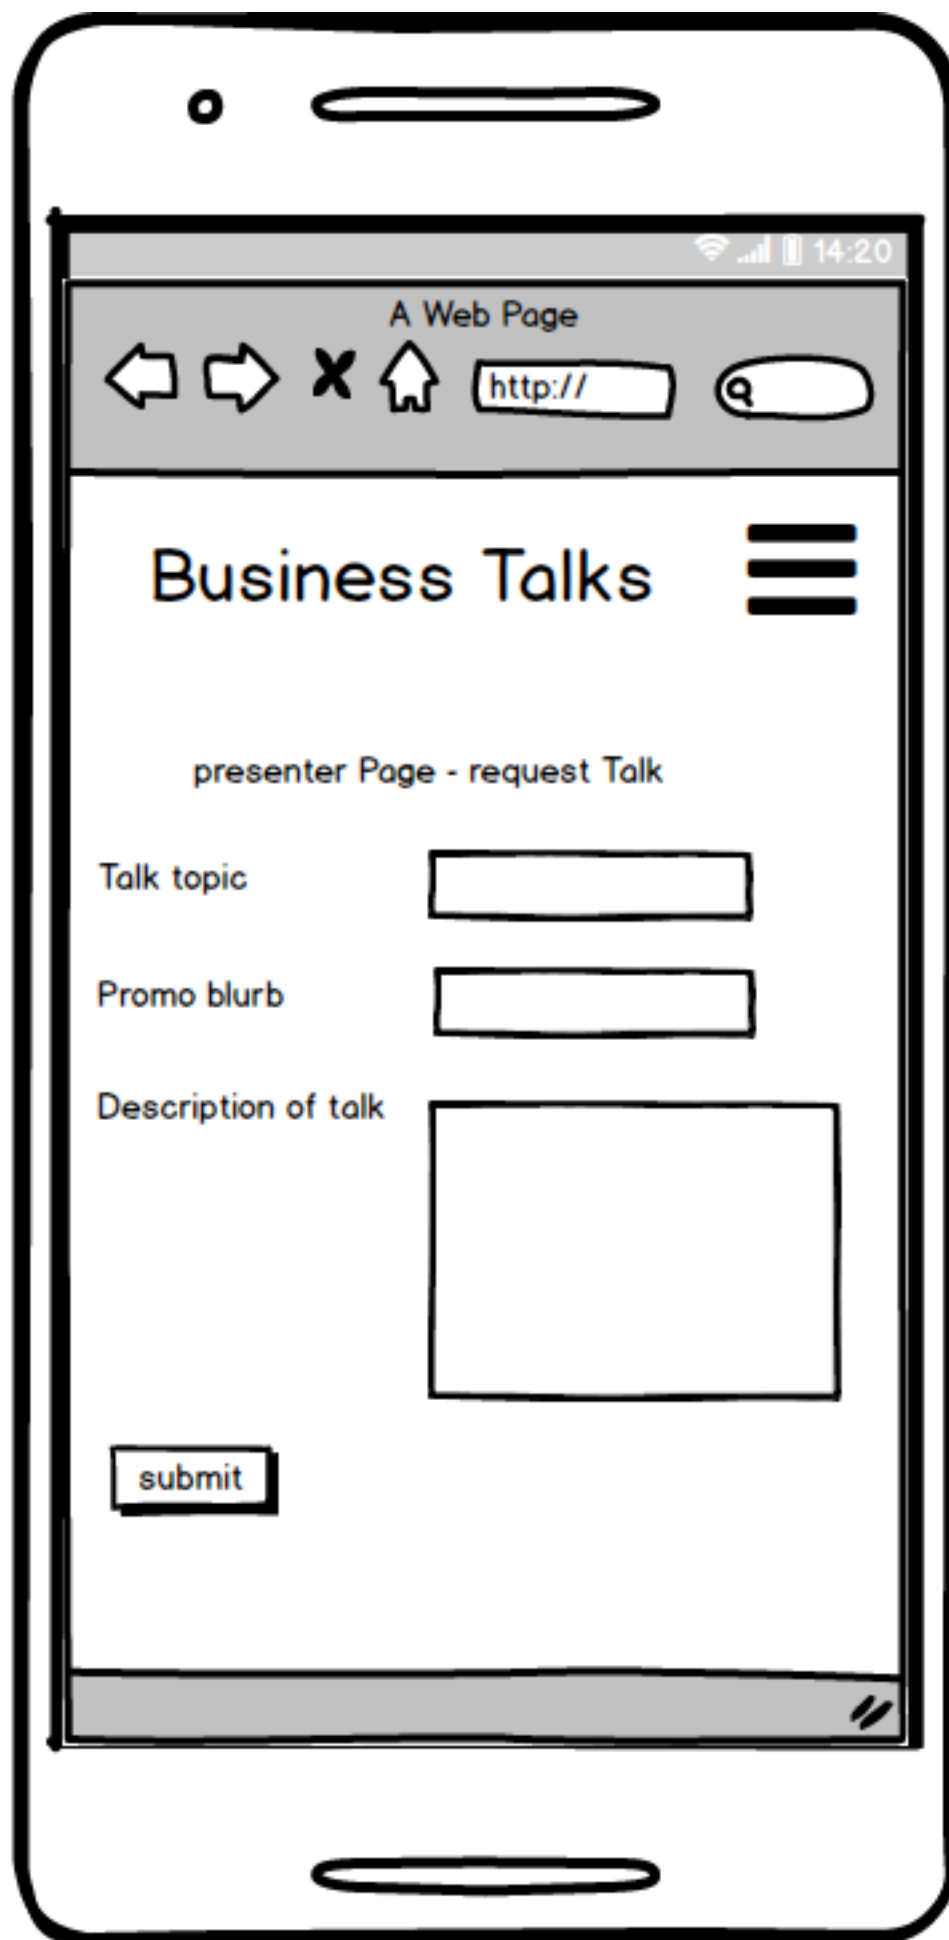 14:20
A Web Page
http://
Business Talks
presenter Page - request Talk
Talk topic
Promo blurb
Description of talk
submit